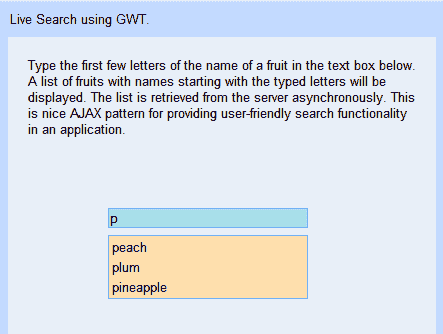 Live Search using GWT.
Type the first few letters of the name of a fruit in the text box below.
A list of fruits with names starting with the typed letters will be
displayed. The list is retrieved from the server asynchronously. This
is nice AJAX pattern for providing user-friendly search functionality
in an application.
p
peach
plum
pineapple